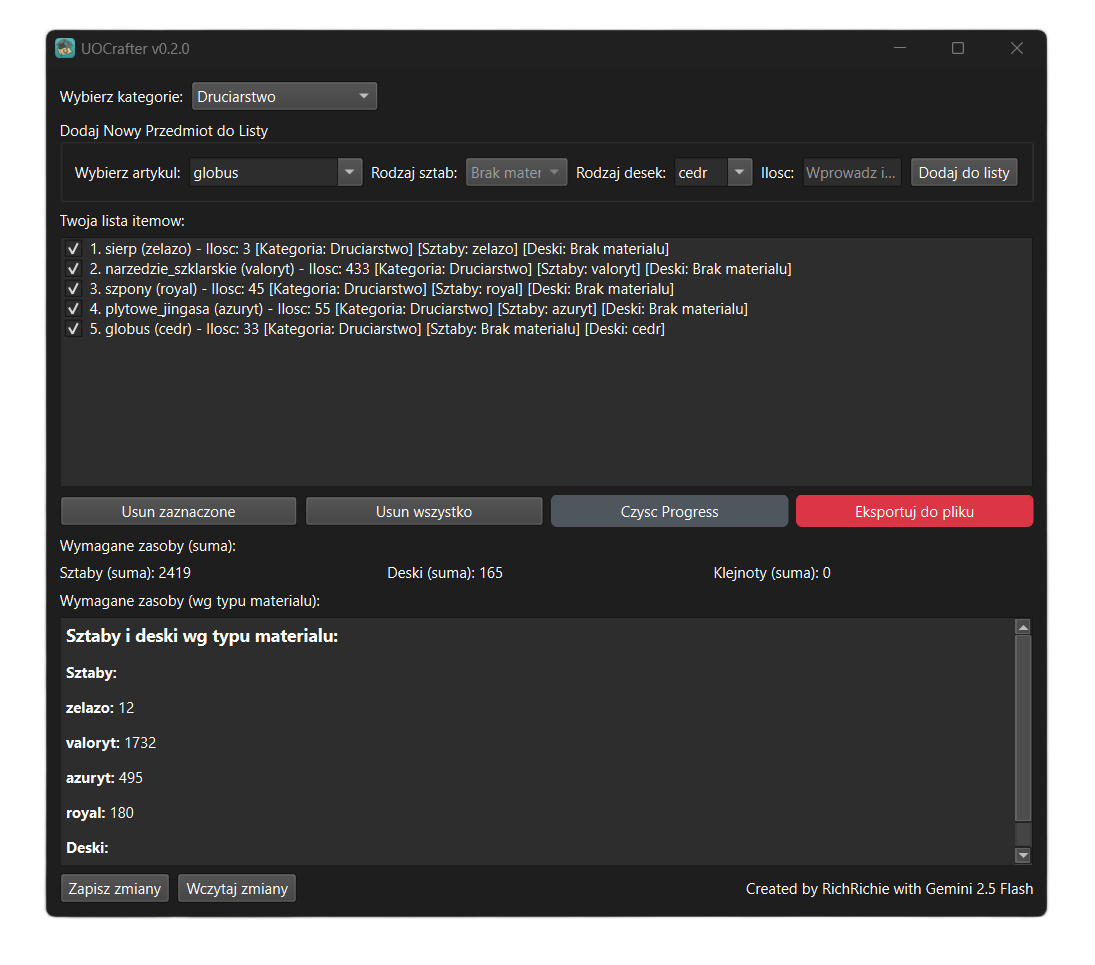 UOCrafter v0.2.0
Wybierz kategorie: Druciarstwo
Dodaj Nowy Przedmiot do Listy
Wybierz artykul: globus Rodzaj sztab: Brak mater Rodzaj desek: cedr Ilosc: Wprowadz i... Dodaj do listy
Twoja lista itemow:
1. sierp (zelazo) - Ilosc: 3 [Kategoria: Druciarstwo] [Sztaby: zelazo] [Deski: Brak materialu]
2. narzedzie_szklarskie (valoryt) - Ilosc: 433 [Kategoria: Druciarstwo] [Sztaby: valoryt] [Deski: Brak materialu]
3. szpony (royal) - Ilosc: 45 [Kategoria: Druciarstwo] [Sztaby: royal] [Deski: Brak materialu]
4. plytowe_jingasa (azuryt) - Ilosc: 55 [Kategoria: Druciarstwo] [Sztaby: azuryt] [Deski: Brak materialu]
5. globus (cedr) - Ilosc: 33 [Kategoria: Druciarstwo] [Sztaby: Brak materialu] [Deski: cedr]
Usun zaznaczone Usun wszystko Czysc Progress Eksportuj do pliku
Wymagane zasoby (suma):
Sztaby (suma): 2419 Deski (suma): 165 Klejnoty (suma): 0
Wymagane zasoby (wg typu materialu):
Sztaby i deski wg typu materialu:
Sztaby:
zelazo: 12
valoryt: 1732
azuryt: 495
royal: 180
Deski:
Zapisz zmiany Wczytaj zmiany Created by RichRichie with Gemini 2.5 Flash